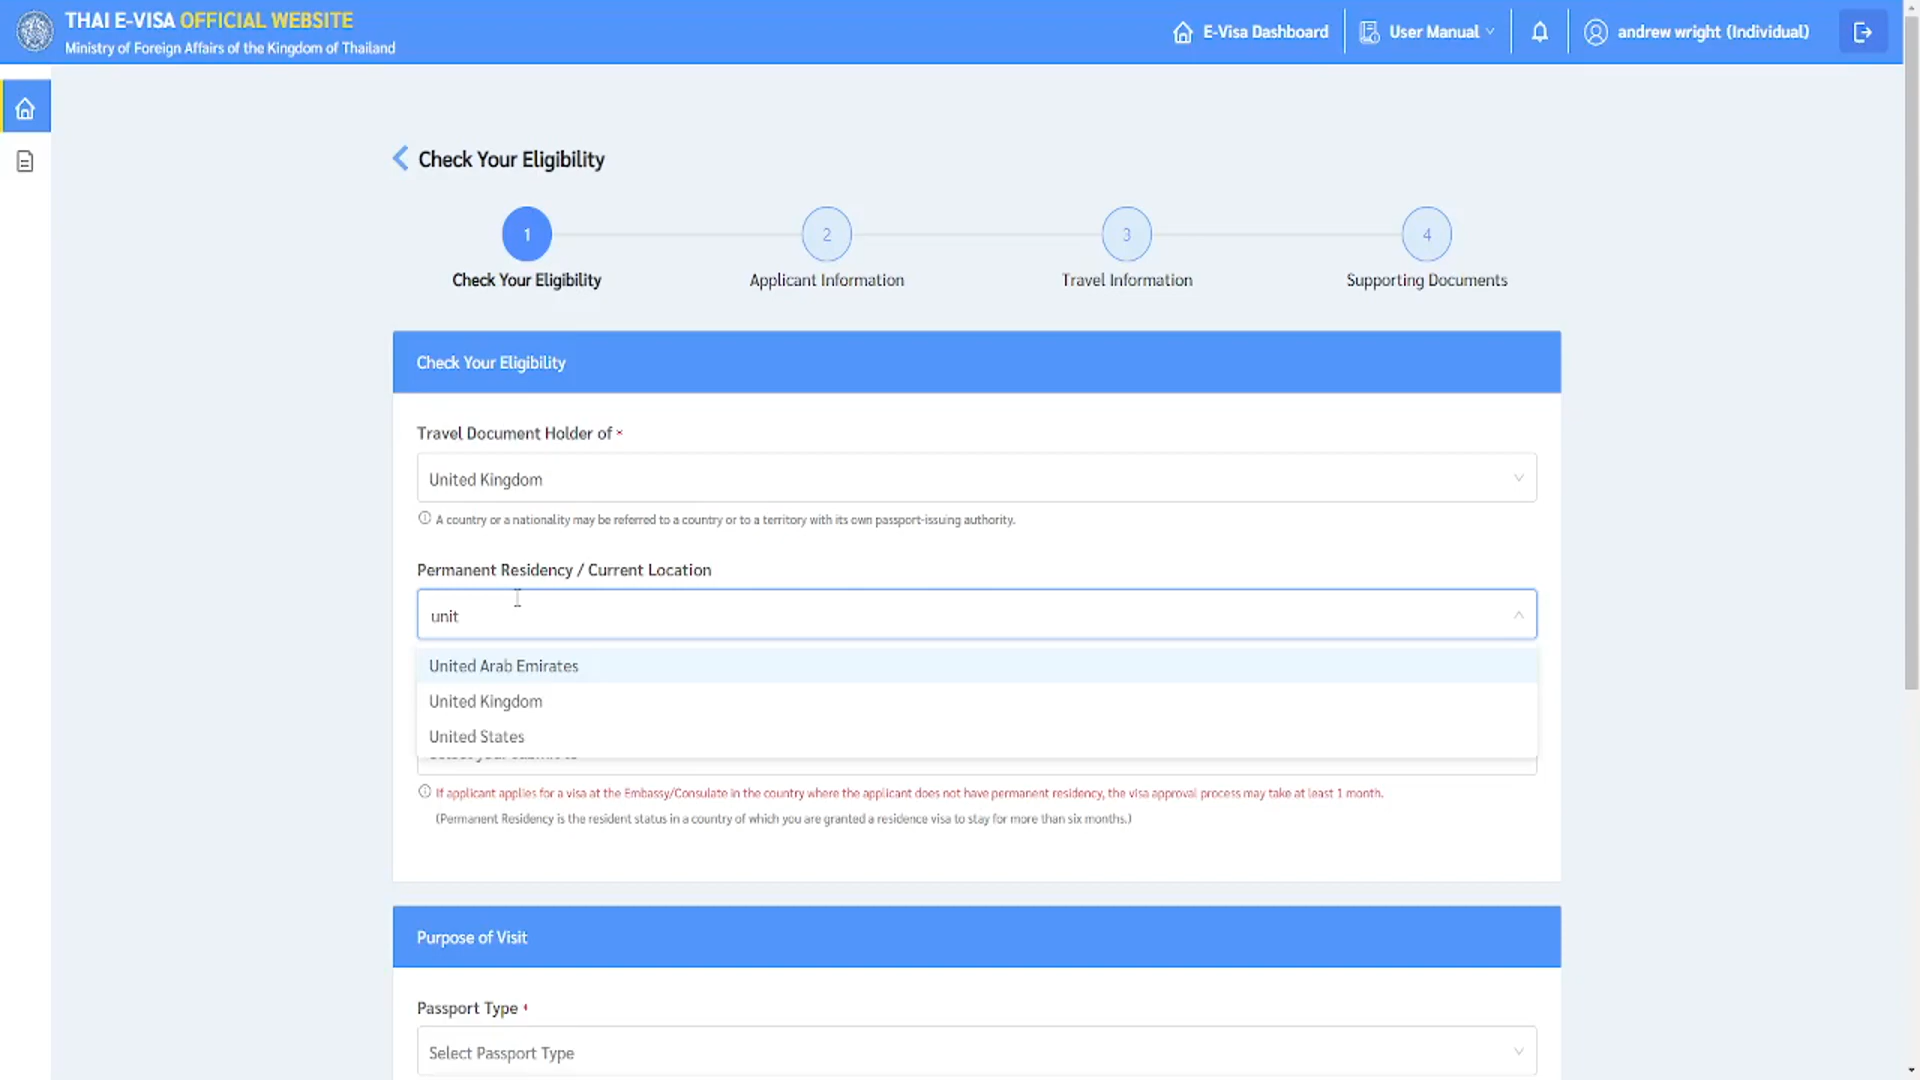 THAI E-VISA OFFICIAL WEBSITE
Ministry of Foreign Affairs of the Kingdom of Thailand
E-Visa Dashboard
User Manual
andrew wright (Individual)
Check Your Eligibility
1
2
3
4
Check Your Eligibility
Applicant Information
Travel Information
Supporting Documents
Check Your Eligibility
Travel Document Holder of *
United Kingdom
A country or a nationality may be referred to a country or to a territory with its own passport-issuing authority.
Permanent Residency / Current Location
unit
United Arab Emirates
United Kingdom
United States
If applicant applies for a visa at the Embassy/Consulate in the country where the applicant does not have permanent residency, the visa approval process may take at least 1 month.
(Permanent Residency is the resident status in a country of which you are granted a residence visa to stay for more than six months.)
Purpose of Visit
Passport Type *
Select Passport Type